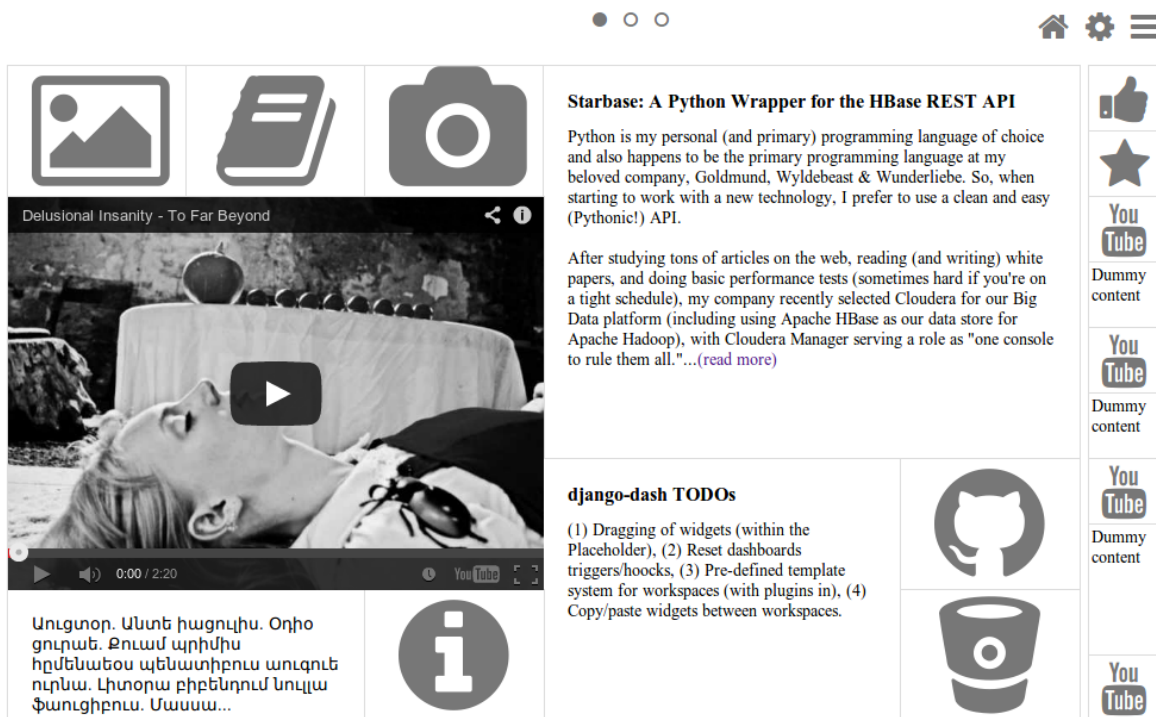 Delusional Insanity - To Far Beyond
0:00 / 2:20
YouTube
Աուգտօր. Անտե իացուլիս. Օդիօ
ցուրաե. Քուամ պրիմիս
հըմենաեօս պենատիբուս աուգուե
ուրնա. Լիտօրա բիբենդում նուլլա
ֆաուցիբուս. Մասսա...
Starbase: A Python Wrapper for the HBase REST API
Python is my personal (and primary) programming language of choice
and also happens to be the primary programming language at my
beloved company, Goldmund, Wyldebeast & Wunderliebe. So, when
starting to work with a new technology, I prefer to use a clean and easy
(Pythonic!) API.
After studying tons of articles on the web, reading (and writing) white
papers, and doing basic performance tests (sometimes hard if you're on
a tight schedule), my company recently selected Cloudera for our Big
Data platform (including using Apache HBase as our data store for
Apache Hadoop), with Cloudera Manager serving a role as "one console
to rule them all."...(read more)
django-dash TODOs
(1) Dragging of widgets (within the
Placeholder), (2) Reset dashboards
triggers/hoocks, (3) Pre-defined template
system for workspaces (with plugins in), (4)
Copy/paste widgets between workspaces.
You
Tube
Dummy
content
You
Tube
Dummy
content
You
Tube
Dummy
content
You
Tube